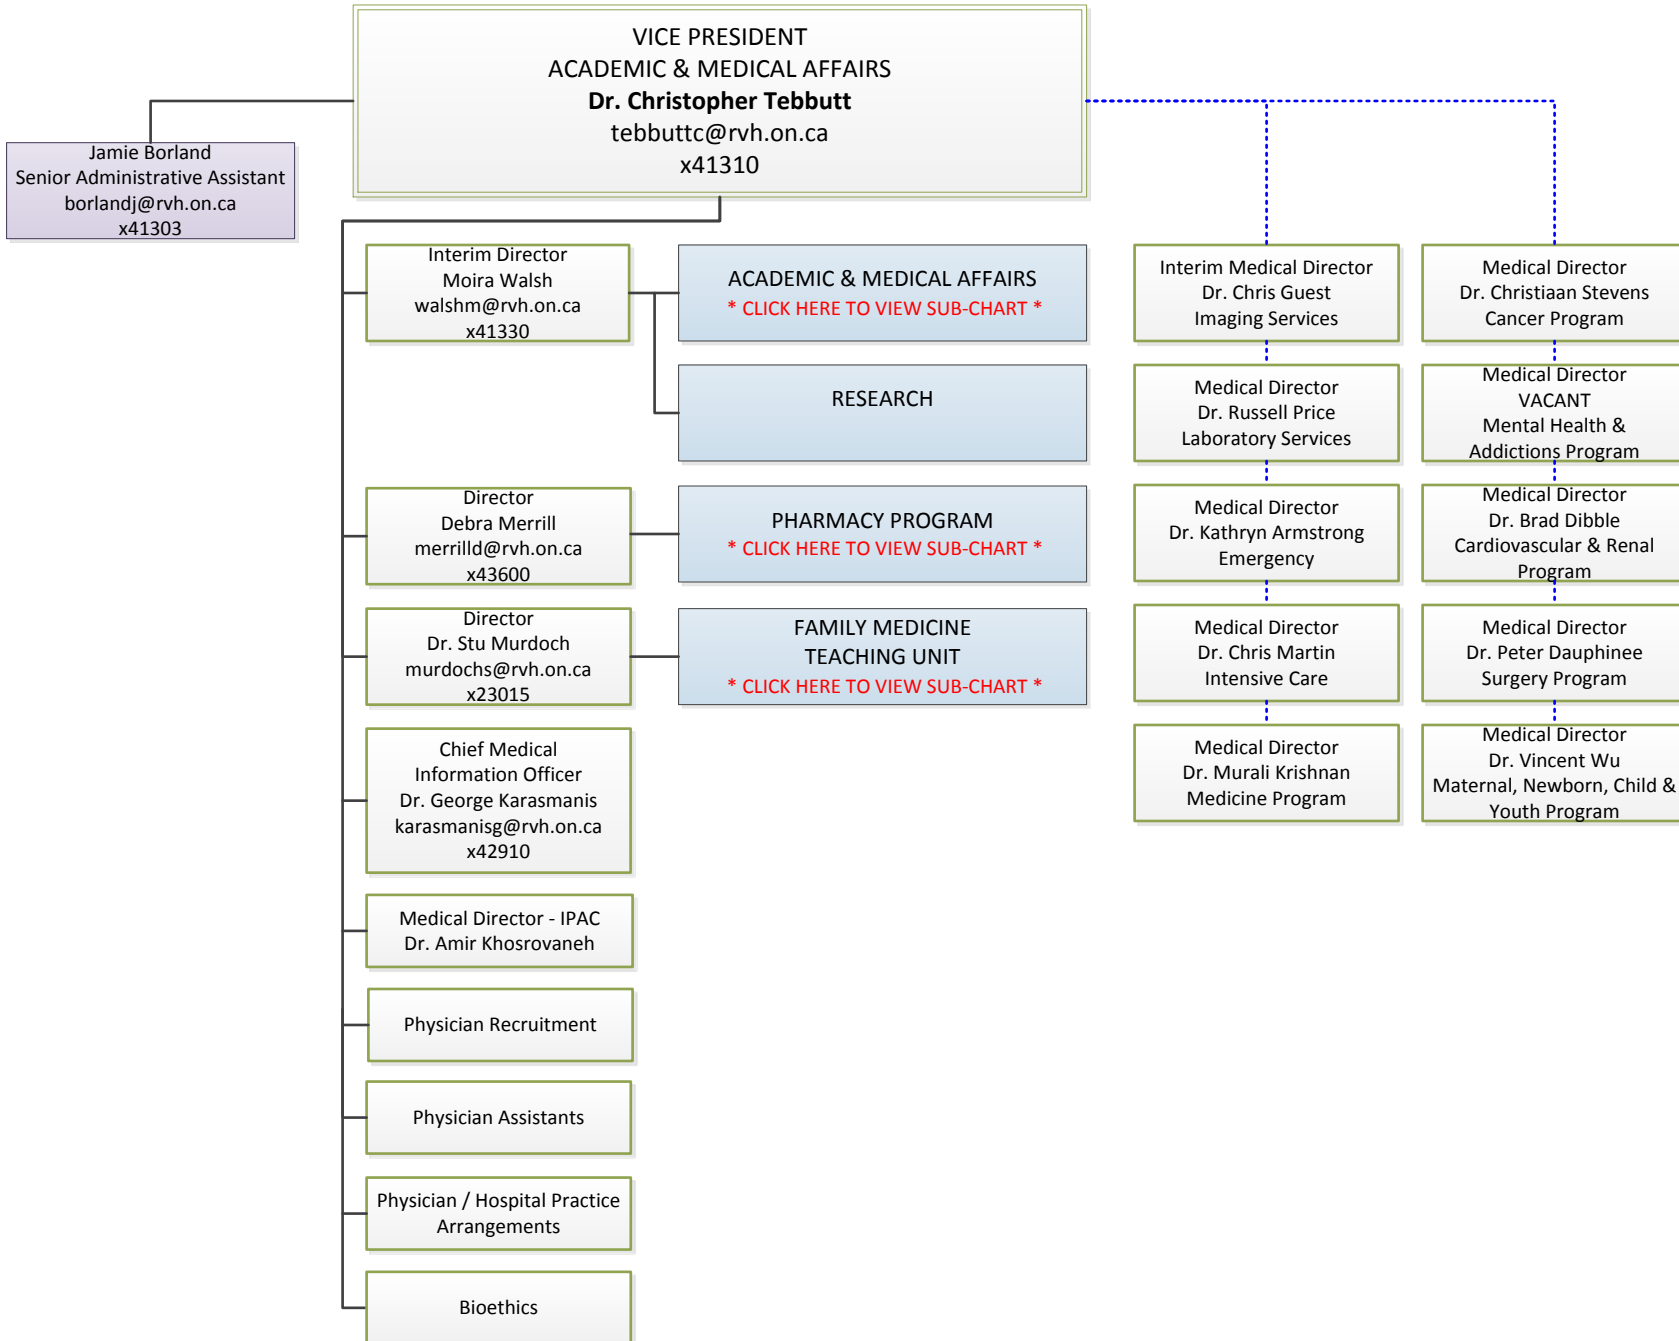 VICE PRESIDENT
ACADEMIC & MEDICAL AFFAIRS
Dr. Christopher Tebbutt
tebbuttc@rvh.on.ca
x41310
Jamie Borland
Senior Administrative Assistant
borlandj@rvh.on.ca
x41303
Interim Director
Moira Walsh
walshm@rvh.on.ca
x41330
ACADEMIC & MEDICAL AFFAIRS
* CLICK HERE TO VIEW SUB-CHART *
RESEARCH
Director
Debra Merrill
merrilld@rvh.on.ca
x43600
PHARMACY PROGRAM
* CLICK HERE TO VIEW SUB-CHART *
Director
Dr. Stu Murdoch
murdochs@rvh.on.ca
x23015
FAMILY MEDICINE
TEACHING UNIT
* CLICK HERE TO VIEW SUB-CHART *
Chief Medical
Information Officer
Dr. George Karasmanis
karasmanisg@rvh.on.ca
x42910
Medical Director - IPAC
Dr. Amir Khosrovaneh
Physician Recruitment
Physician Assistants
Physician / Hospital Practice
Arrangements
Bioethics
Interim Medical Director
Dr. Chris Guest
Imaging Services
Medical Director
Dr. Russell Price
Laboratory Services
Medical Director
Dr. Kathryn Armstrong
Emergency
Medical Director
Dr. Chris Martin
Intensive Care
Medical Director
Dr. Murali Krishnan
Medicine Program
Medical Director
Dr. Christiaan Stevens
Cancer Program
Medical Director
VACANT
Mental Health &
Addictions Program
Medical Director
Dr. Brad Dibble
Cardiovascular & Renal
Program
Medical Director
Dr. Peter Dauphinee
Surgery Program
Medical Director
Dr. Vincent Wu
Maternal, Newborn, Child &
Youth Program